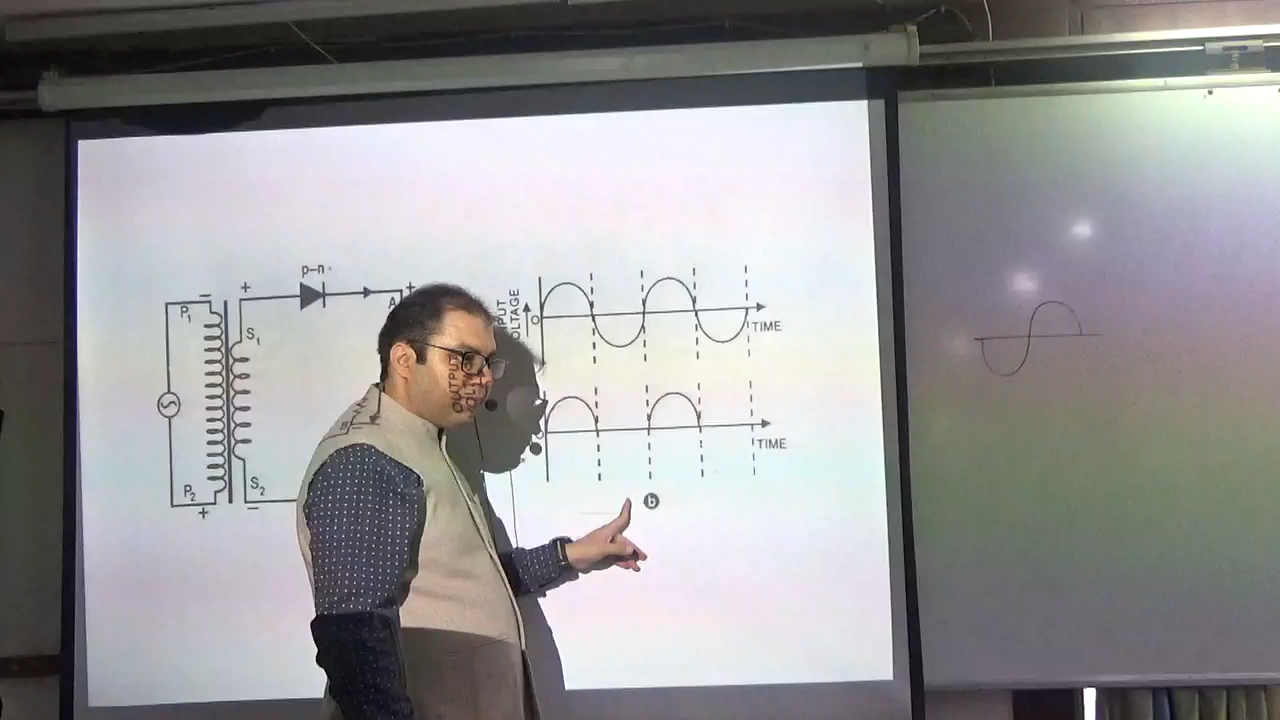 p-n
P₁
−
+
+
A
S₁
P₂
+
S₂
−
VOLTAGE
O
TIME
OUTPUT
TIME
b